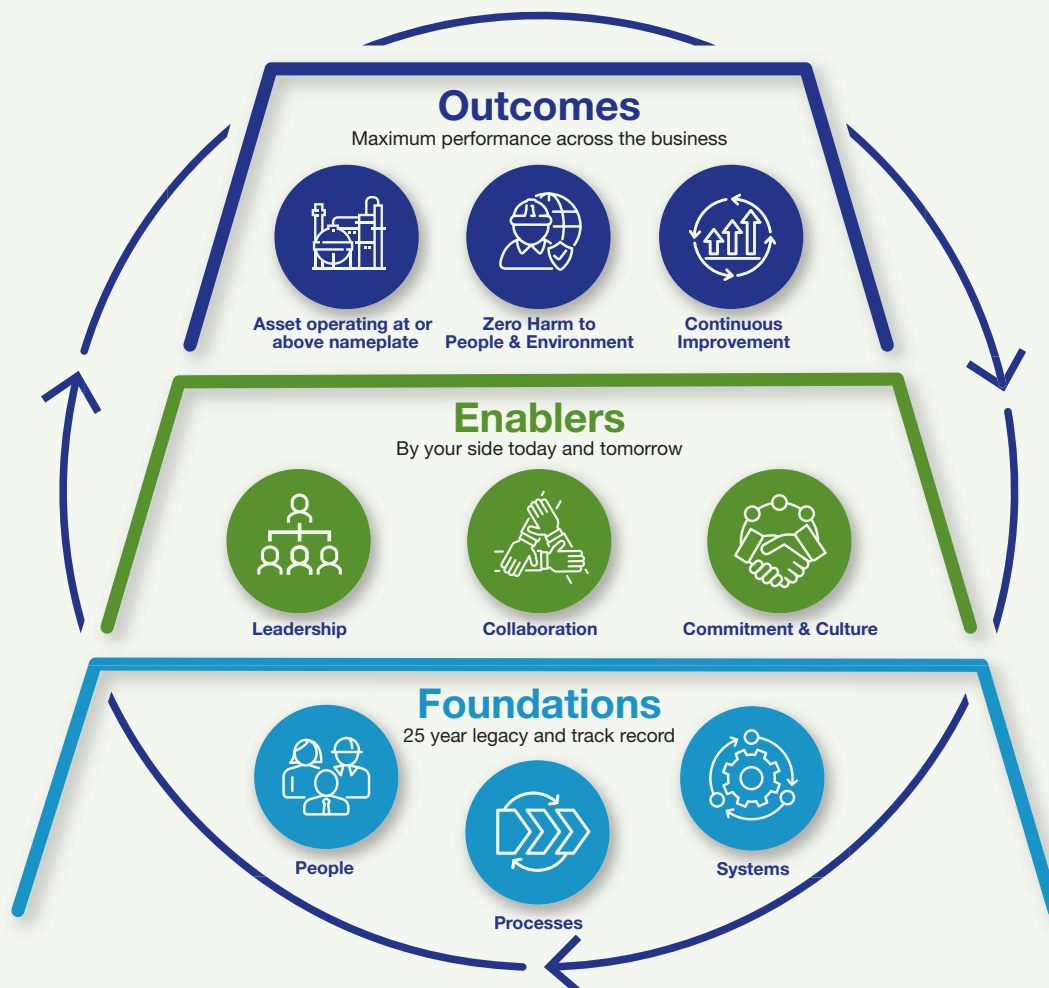 Outcomes
Maximum performance across the business
Asset operating at or
above nameplate
Zero Harm to
People & Environment
Continuous
Improvement
Enablers
By your side today and tomorrow
Leadership
Collaboration
Commitment & Culture
Foundations
25 year legacy and track record
People
Processes
Systems